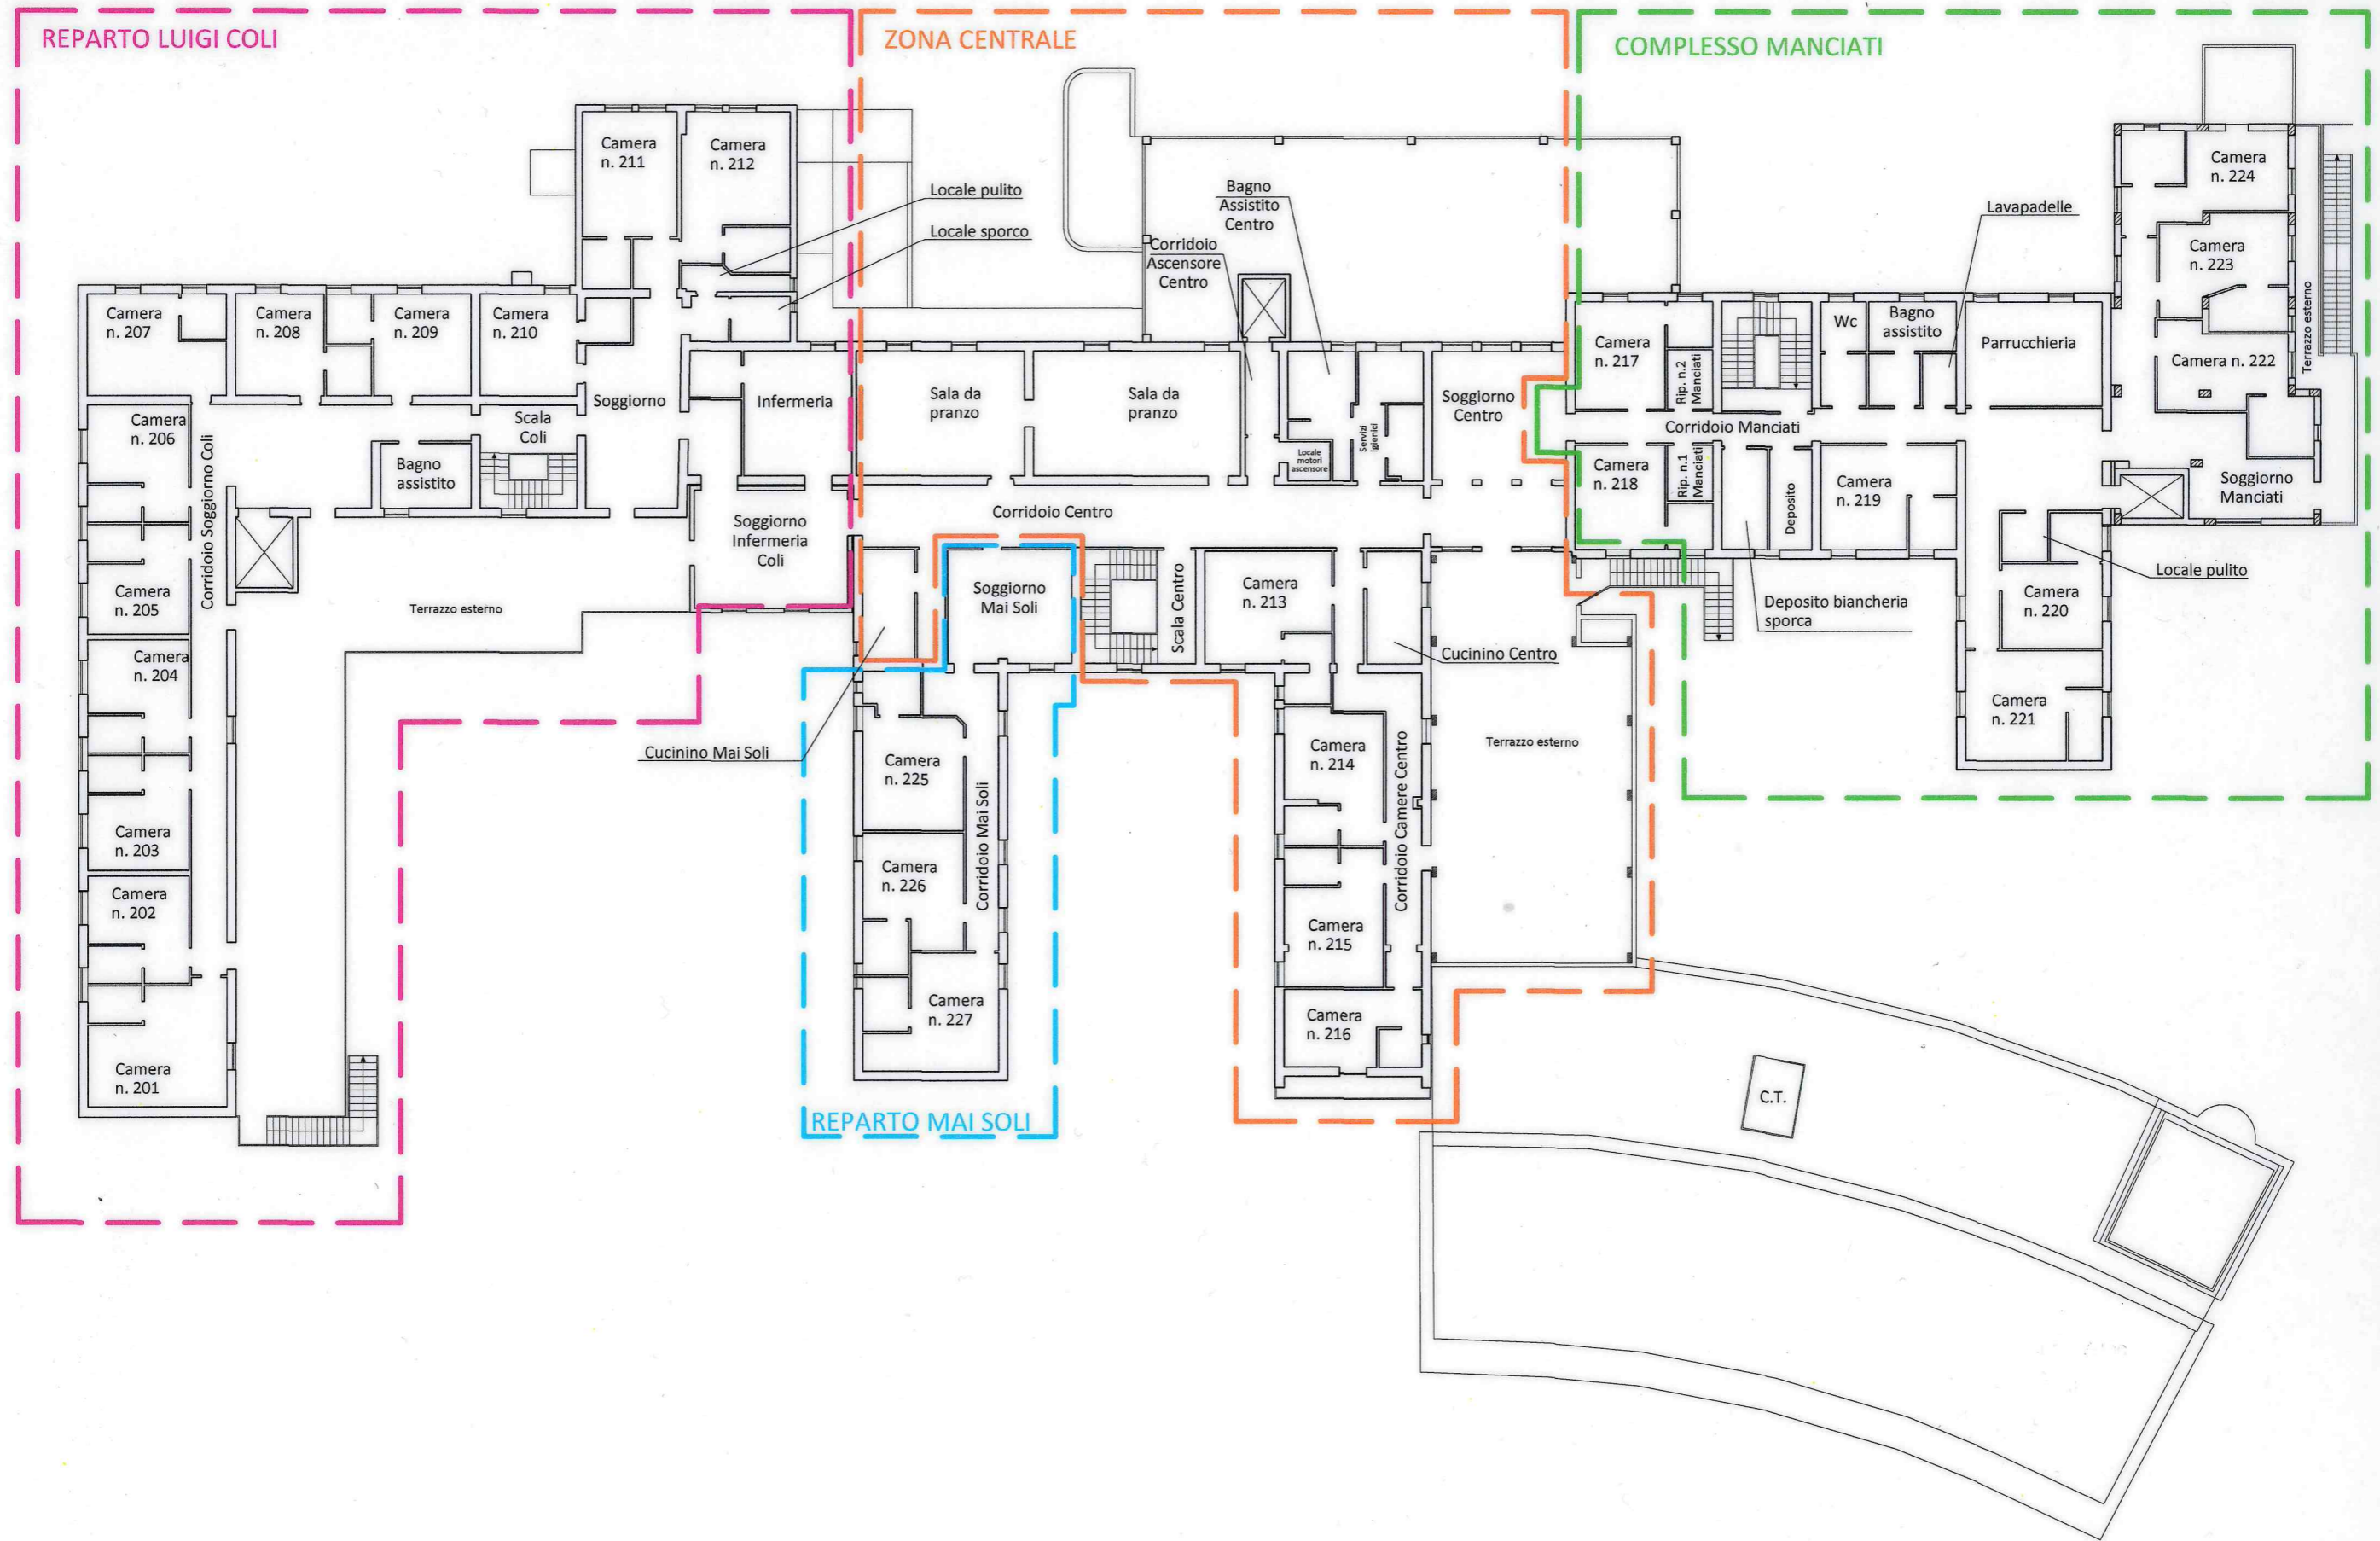 REPARTO LUIGI COLI
ZONA CENTRALE
COMPLESSO MANCIATI
Camera
n. 211
Camera
n. 212
Locale pulito
Locale sporco
Camera
n. 207
Camera
n. 208
Camera
n. 209
Camera
n. 210
Soggiorno
Infermeria
Camera
n. 206
Corridoio Soggiorno Coli
Scala
Coli
Bagno
assistito
Soggiorno
Infermeria
Coli
Camera
n. 205
Terrazzo esterno
Camera
n. 204
Camera
n. 203
Camera
n. 202
Camera
n. 201
Bagno
Assistito
Centro
Corridoio
Ascensore
Centro
Sala da
pranzo
Sala da
pranzo
Locale
motori
ascensore
Servizi
igienici
Soggiorno
Centro
Corridoio Centro
Soggiorno
Mai Soli
Scala Centro
Camera
n. 213
Cucinino Centro
Cucinino Mai Soli
Camera
n. 225
Camera
n. 226
Corridoio Mai Soli
Camera
n. 227
REPARTO MAI SOLI
Camera
n. 214
Corridoio Camere Centro
Camera
n. 215
Camera
n. 216
Terrazzo esterno
Camera
n. 224
Lavapadelle
Camera
n. 223
Terrazzo esterno
Camera
n. 217
Rip. n.2
Manciati
Wc
Bagno
assistito
Parrucchieria
Camera n. 222
Corridoio Manciati
Camera
n. 218
Rip. n.1
Manciati
Deposito
Camera
n. 219
Soggiorno
Manciati
Locale pulito
Deposito biancheria
sporca
Camera
n. 220
Camera
n. 221
C.T.